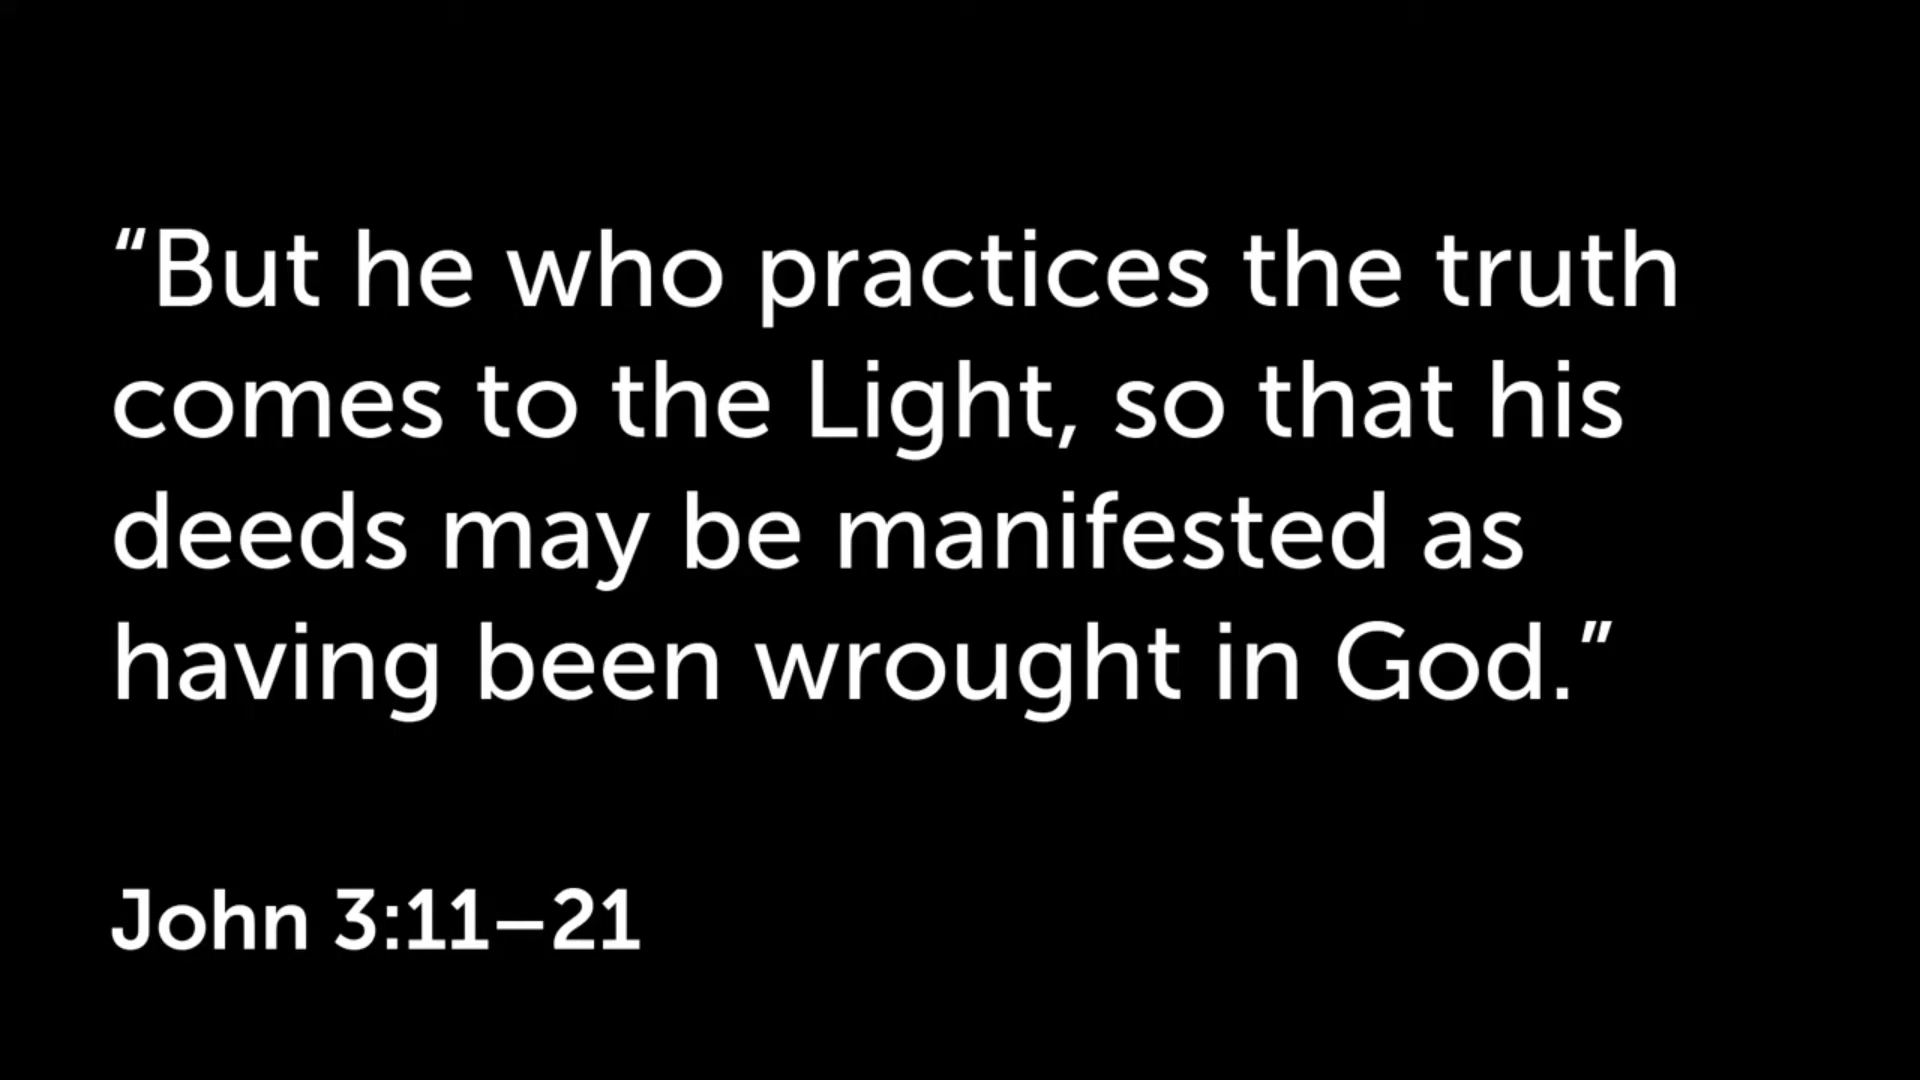 “But he who practices the truth
comes to the Light, so that his
deeds may be manifested as
having been wrought in God.”
John 3:11–21